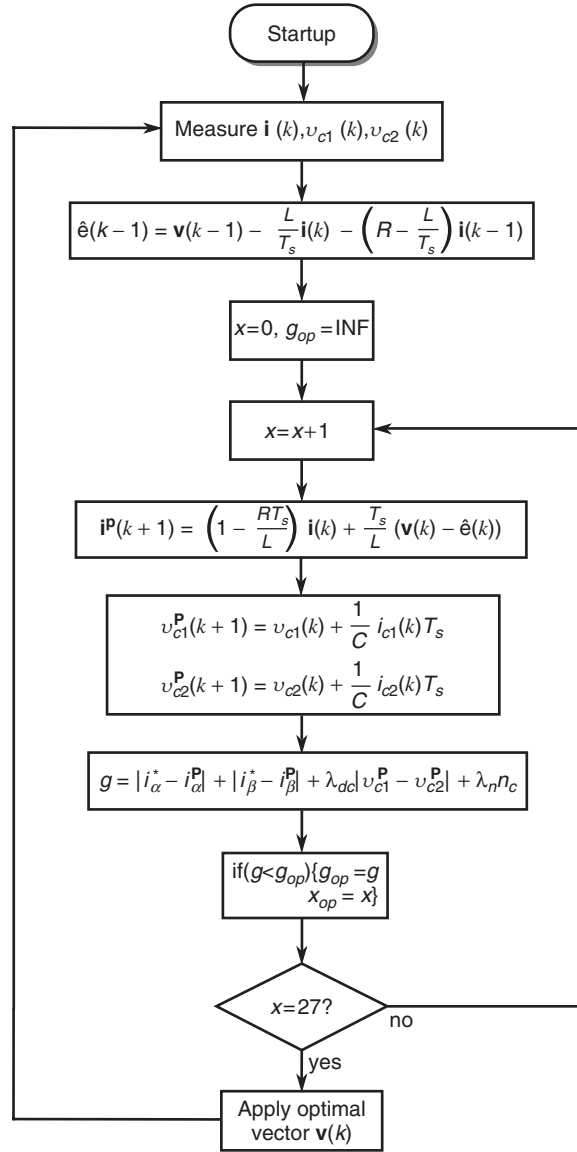 Startup
Measure i (k),υc1 (k),υc2 (k)
ê(k − 1) = v(k − 1) − L/Ts i(k) − (R − L/Ts) i(k − 1)
x=0, gop =INF
x=x+1
iᵖ(k + 1) = (1 − RTs/L) i(k) + Ts/L (v(k) − ê(k))
υᴾc1(k + 1) = υc1(k) + 1/C ic1(k)Ts
υᴾc2(k + 1) = υc2(k) + 1/C ic2(k)Ts
g = |i*α − iᴾα| + |i*β − iᴾβ| + λdc|υᴾc1 − υᴾc2| + λnnc
if(g<gop){gop =g
xop = x}
x=27?
no
yes
Apply optimal
vector v(k)